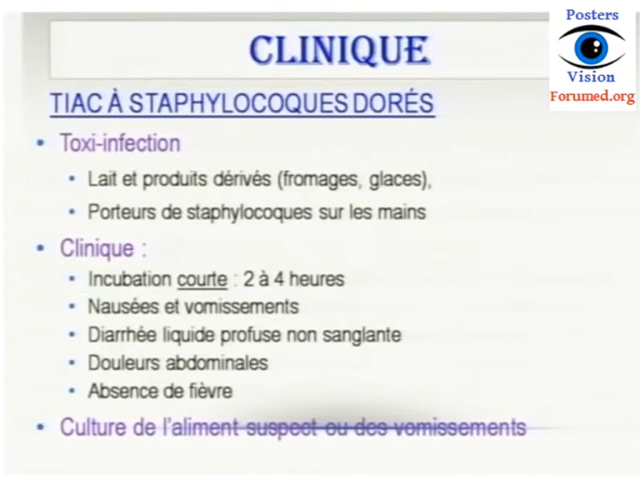 Posters
Vision
Forumed.org
CLINIQUE
TIAC À STAPHYLOCOQUES DORÉS
• Toxi-infection
• Lait et produits dérivés (fromages, glaces),
• Porteurs de staphylocoques sur les mains
• Clinique :
• Incubation courte : 2 à 4 heures
• Nausées et vomissements
• Diarrhée liquide profuse non sanglante
• Douleurs abdominales
• Absence de fièvre
• Culture de l'aliment suspect ou des vomissements